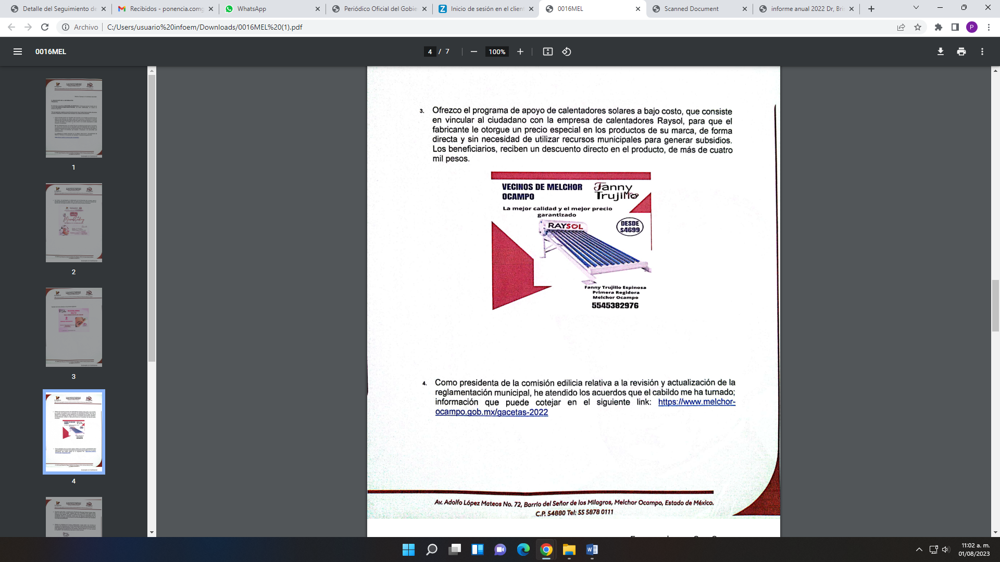 Detalle del Seguimiento de
Recibidos - ponencia.comg
WhatsApp
Periódico Oficial del Gobie
Inicio de sesión en el client
0016MEL
Scanned Document
informe anual 2022 Dr, Bri
Archivo
C:/Users/usuario%20infoem/Downloads/0016MEL%20(1).pdf
P
0016MEL
4 / 7
100%
1
2
3
4
3. Ofrezco el programa de apoyo de calentadores solares a bajo costo, que consiste
en vincular al ciudadano con la empresa de calentadores Raysol, para que el
fabricante le otorgue un precio especial en los productos de su marca, de forma
directa y sin necesidad de utilizar recursos municipales para generar subsidios.
Los beneficiarios, reciben un descuento directo en el producto, de más de cuatro
mil pesos.
VECINOS DE MELCHOR
OCAMPO
Fanny
Trujillo
La mejor calidad y el mejor precio
garantizado
RAYSOL
DESDE
$4699
Fanny Trujillo Espinosa
Primera Regidora
Melchor Ocampo
5545382976
4. Como presidenta de la comisión edilicia relativa a la revisión y actualización de la
reglamentación municipal, he atendido los acuerdos que el cabildo me ha turnado;
información que puede cotejar en el siguiente link: https://www.melchor-
ocampo.gob.mx/gacetas-2022
Av. Adolfo López Mateos No. 72, Barrio del Señor de los Milagros, Melchor Ocampo, Estado de México.
C.P. 54880 Tel: 55 5878 0111
11:02 a. m.
01/08/2023